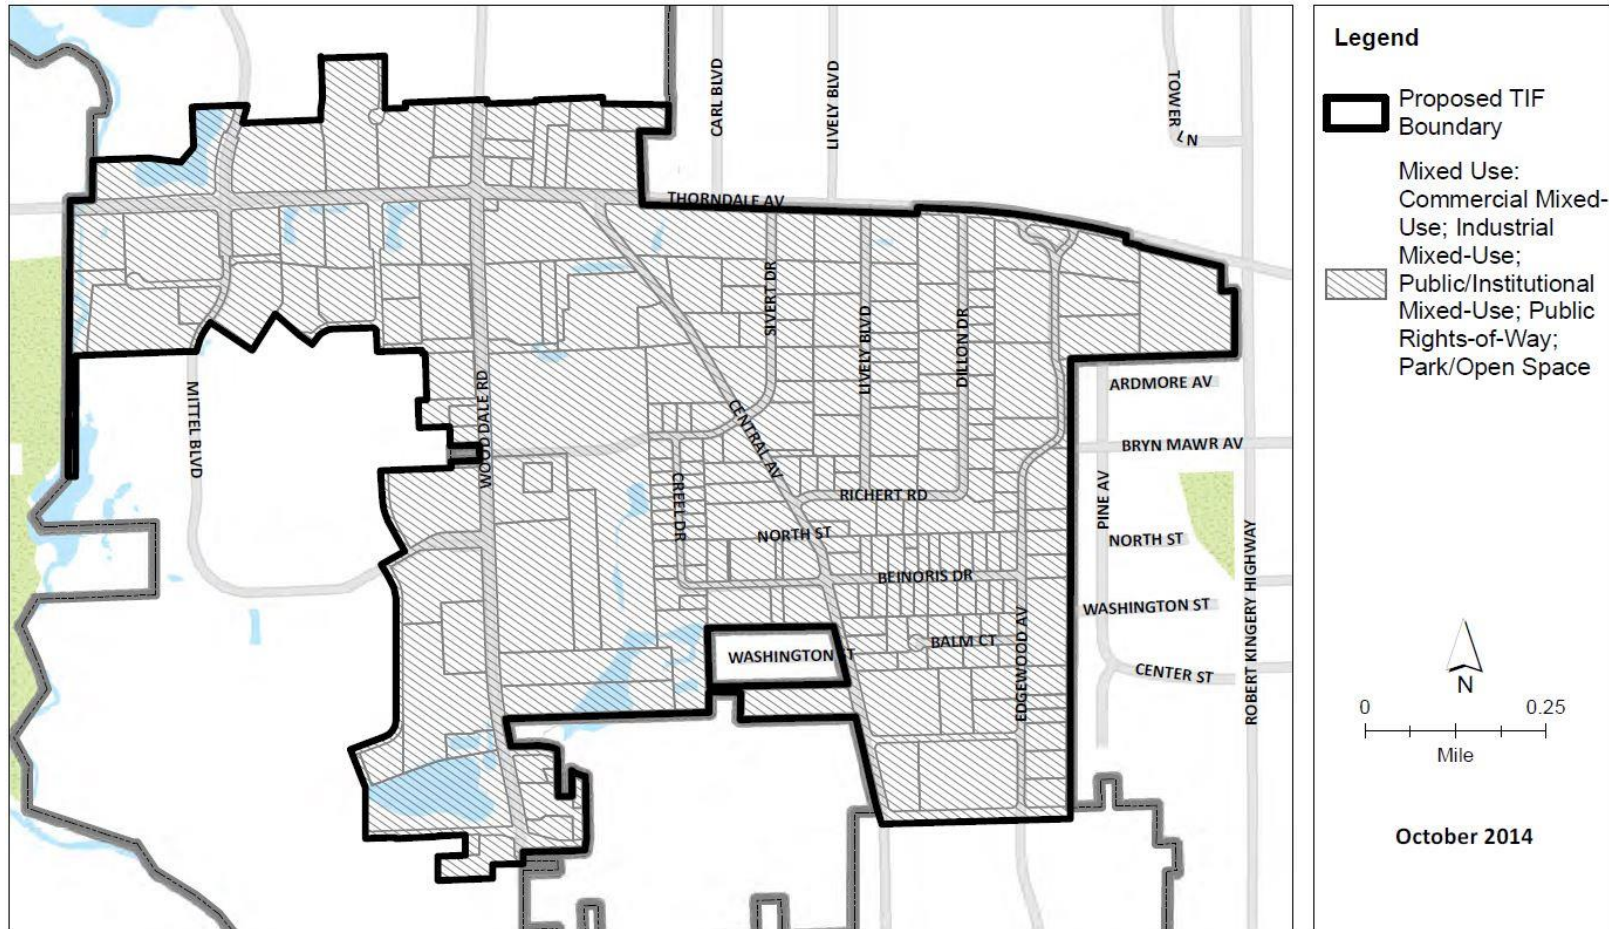 CARL BLVD
LIVELY BLVD
TOWER LN
THORNDALE AV
SIVERT DR
LIVELY BLVD
DILLON DR
MITTEL BLVD
WOOD DALE RD
CENTRAL AV
ARDMORE AV
BRYN MAWR AV
CREEL DR
RICHERT RD
PINE AV
NORTH ST
NORTH ST
BEINORIS DR
WASHINGTON ST
EDGEWOOD AV
BALM CT
WASHINGTON ST
CENTER ST
ROBERT KINGERY HIGHWAY
Legend
Proposed TIF
Boundary
Mixed Use:
Commercial Mixed-
Use; Industrial
Mixed-Use;
Public/Institutional
Mixed-Use; Public
Rights-of-Way;
Park/Open Space
N
0 0.25
Mile
October 2014